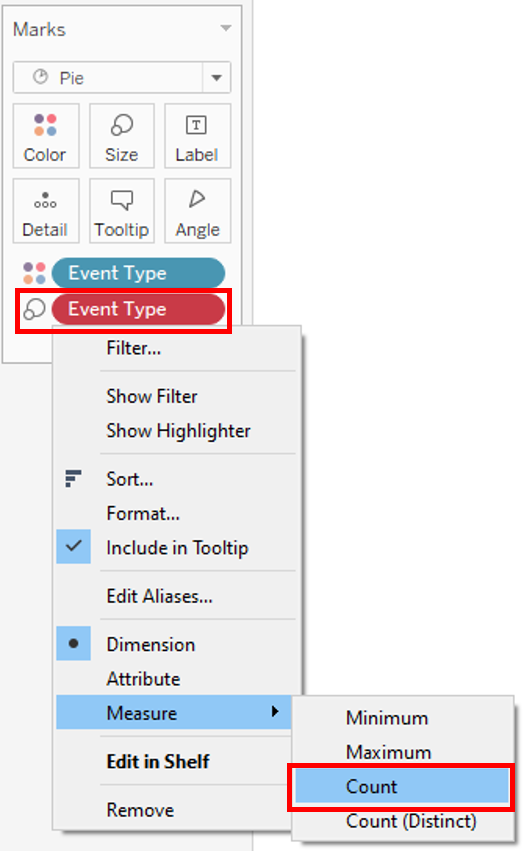 Marks
Pie
Color Size Label
T
Detail Tooltip Angle
Event Type
Event Type
Filter...
Show Filter
Show Highlighter
Sort...
Format...
Include in Tooltip
Edit Aliases...
Dimension
Attribute
Measure
Minimum
Maximum
Edit in Shelf
Count
Remove
Count (Distinct)